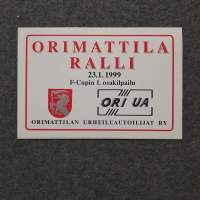 ORIMATTILA
RALLI
23.1.1999
F-Cupin 1. osakilpailu
ORI UA
ORIMATTILAN URHEILUAUTOILIJAT RY